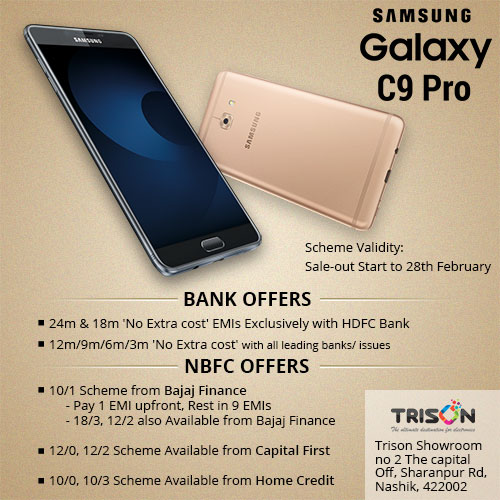 SAMSUNG
Galaxy
C9 Pro
SAMSUNG
SAMSUNG
Scheme Validity:
Sale-out Start to 28th February
BANK OFFERS
▪ 24m & 18m 'No Extra cost' EMIs Exclusively with HDFC Bank
▪ 12m/9m/6m/3m 'No Extra cost' with all leading banks/ issues
NBFC OFFERS
▪ 10/1 Scheme from Bajaj Finance
- Pay 1 EMI upfront, Rest in 9 EMIs
- 18/3, 12/2 also Available from Bajaj Finance
▪ 12/0, 12/2 Scheme Available from Capital First
▪ 10/0, 10/3 Scheme Available from Home Credit
TRISON
The ultimate destination for electronics
Trison Showroom
no 2 The capital
Off, Sharanpur Rd,
Nashik, 422002